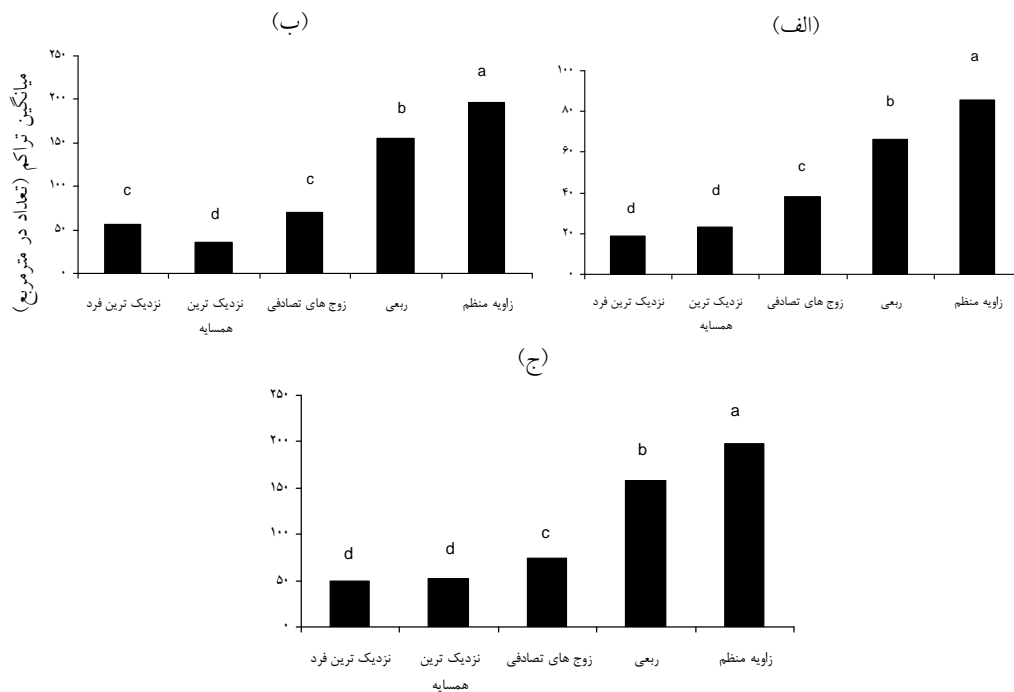 (الف)
۱۰۰
۸۰
۶۰
۴۰
۲۰
۰
d
d
c
b
a
نزدیک ترین فرد
نزدیک ترین
همسایه
زوج های تصادفی
ربعی
زاویه منظم
(ب)
میانگین تراکم (تعداد در مترمربع)
۲۵۰
۲۰۰
۱۵۰
۱۰۰
۵۰
۰
c
d
c
b
a
نزدیک ترین فرد
نزدیک ترین
همسایه
زوج های تصادفی
ربعی
زاویه منظم
(ج)
۲۵۰
۲۰۰
۱۵۰
۱۰۰
۵۰
۰
d
d
c
b
a
نزدیک ترین فرد
نزدیک ترین
همسایه
زوج های تصادفی
ربعی
زاویه منظم